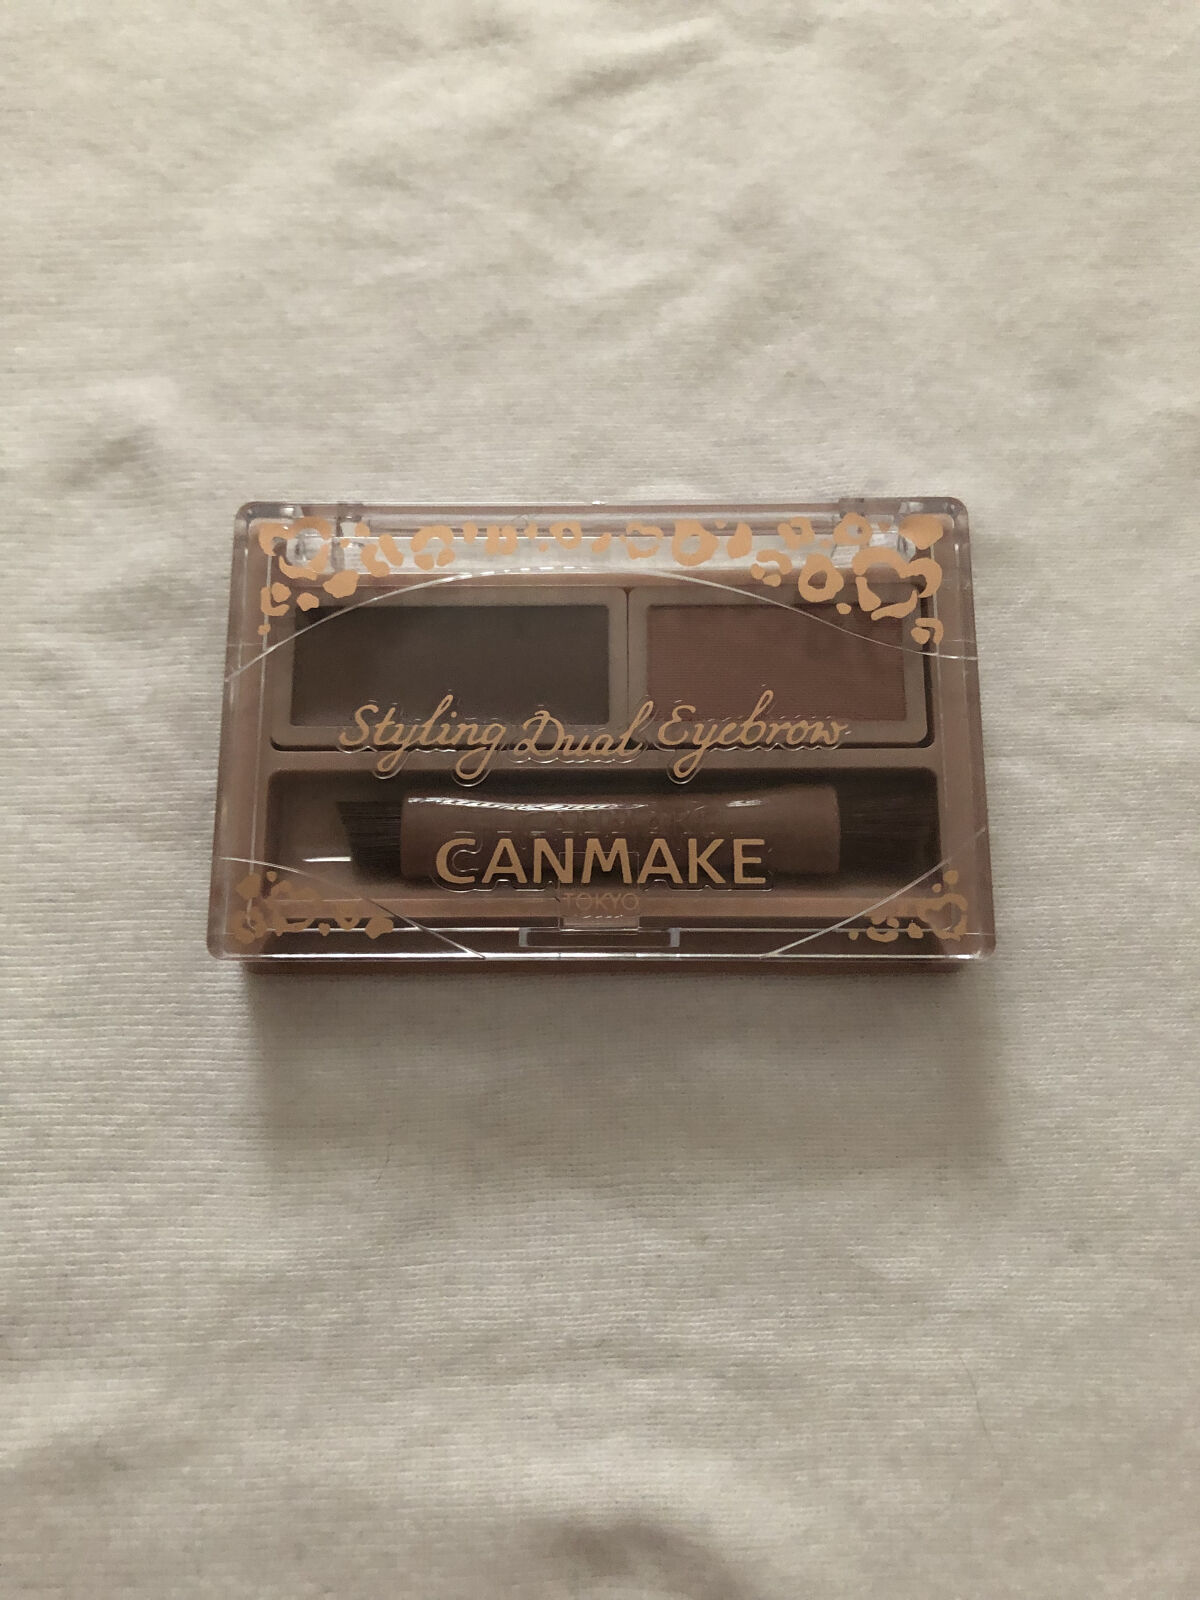 Styling Dual Eyebrow
CANMAKE
TOKYO